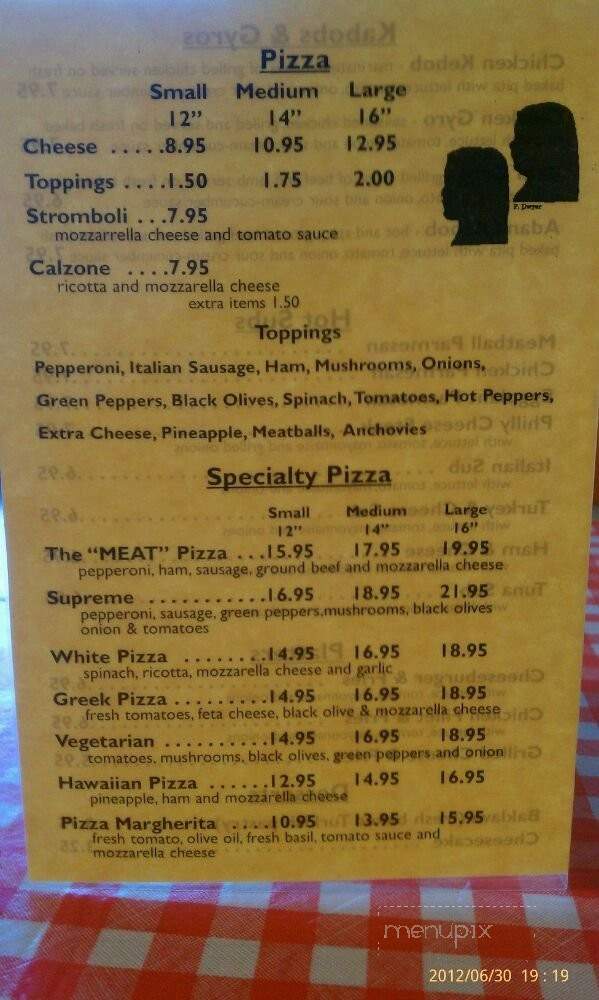 Pizza
Small Medium Large
12" 14" 16"
Cheese .....8.95 10.95 12.95
Toppings ....1.50 1.75 2.00
Stromboli ...7.95
mozzarrella cheese and tomato sauce
Calzone ....7.95
ricotta and mozzarella cheese
extra items 1.50
P. Dwyer
Toppings
Pepperoni, Italian Sausage, Ham, Mushrooms, Onions,
Green Peppers, Black Olives, Spinach, Tomatoes, Hot Peppers,
Extra Cheese, Pineapple, Meatballs, Anchovies
Specialty Pizza
Small Medium Large
12" 14" 16"
The "MEAT" Pizza ...15.95 17.95 19.95
pepperoni, ham, sausage, ground beef and mozzarella cheese
Supreme ...........16.95 18.95 21.95
pepperoni, sausage, green peppers,mushrooms, black olives
onion & tomatoes
White Pizza ........14.95 16.95 18.95
spinach, ricotta, mozzarella cheese and garlic
Greek Pizza.........14.95 16.95 18.95
fresh tomatoes, feta cheese, black olive & mozzarella cheese
Vegetarian ..........14.95 16.95 18.95
tomatoes, mushrooms, black olives, green peppers and onion
Hawaiian Pizza ......12.95 14.95 16.95
pineapple, ham and mozzarella cheese
Pizza Margherita ....10.95 13.95 15.95
fresh tomato, olive oil, fresh basil, tomato sauce and
mozzarella cheese
menupix
2012/06/30 19:19